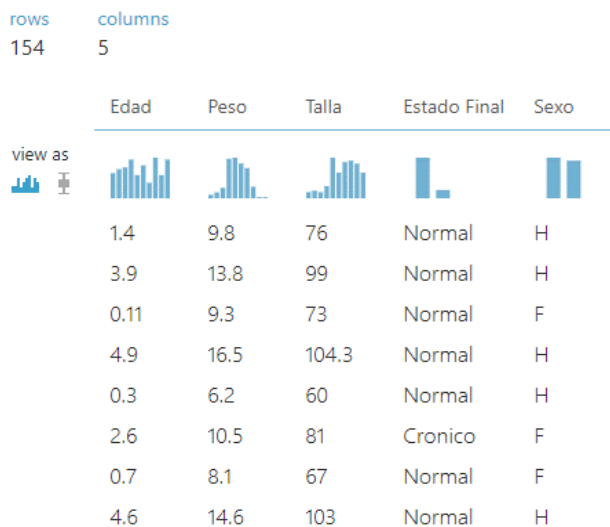 rows columns
154 5
Edad Peso Talla Estado Final Sexo
view as
1.4 9.8 76 Normal H
3.9 13.8 99 Normal H
0.11 9.3 73 Normal F
4.9 16.5 104.3 Normal H
0.3 6.2 60 Normal H
2.6 10.5 81 Cronico F
0.7 8.1 67 Normal F
4.6 14.6 103 Normal H